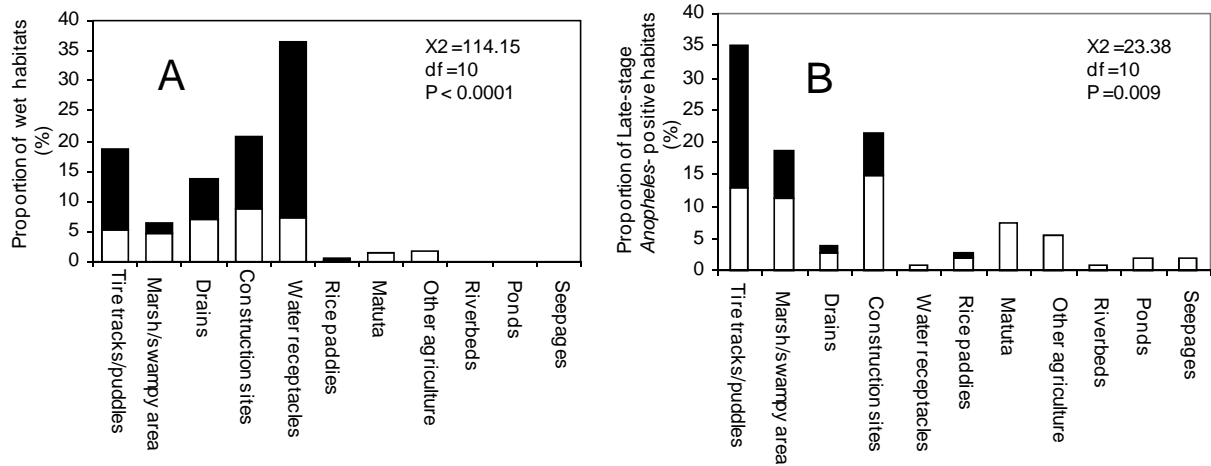 Proportion of wet habitats
(%)
40
35
30
25
20
15
10
5
0
A
X2 =114.15
df =10
P < 0.0001
Tire tracks/puddles
Marsh/swampy area
Drains
Construction sites
Water receptacles
Rice paddies
Matuta
Other agriculture
Riverbeds
Ponds
Seepages
Proportion of Late-stage
Anopheles- positive habitats
(%)
40
35
30
25
20
15
10
5
0
B
X2 =23.38
df =10
P =0.009
Tire tracks/puddles
Marsh/swampy area
Drains
Construction sites
Water receptacles
Rice paddies
Matuta
Other agriculture
Riverbeds
Ponds
Seepages